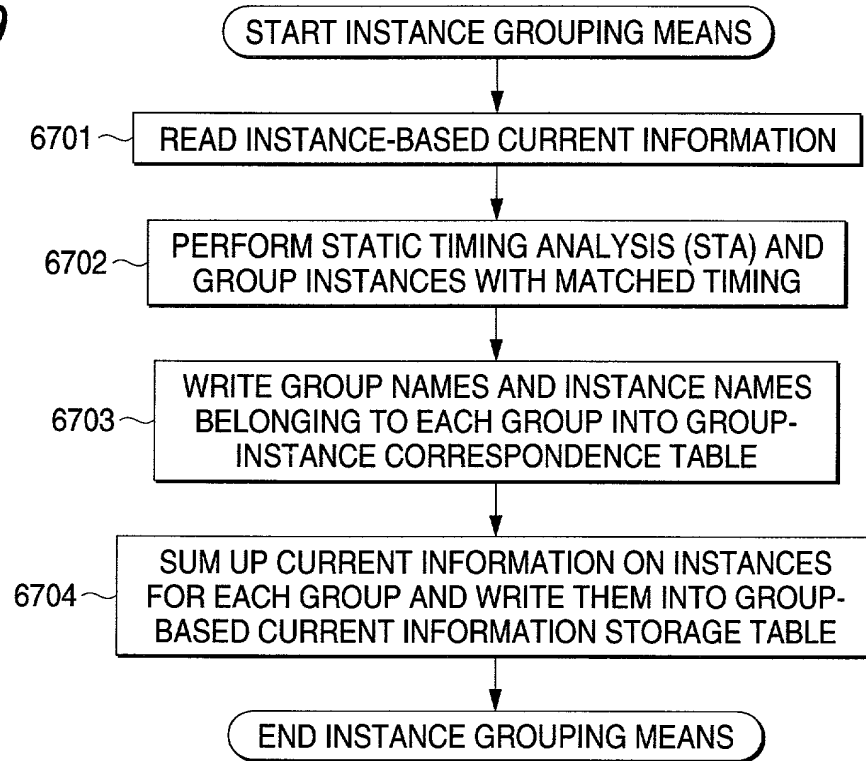 START INSTANCE GROUPING MEANS
6701
READ INSTANCE-BASED CURRENT INFORMATION
6702
PERFORM STATIC TIMING ANALYSIS (STA) AND
GROUP INSTANCES WITH MATCHED TIMING
6703
WRITE GROUP NAMES AND INSTANCE NAMES
BELONGING TO EACH GROUP INTO GROUP-
INSTANCE CORRESPONDENCE TABLE
6704
SUM UP CURRENT INFORMATION ON INSTANCES
FOR EACH GROUP AND WRITE THEM INTO GROUP-
BASED CURRENT INFORMATION STORAGE TABLE
END INSTANCE GROUPING MEANS